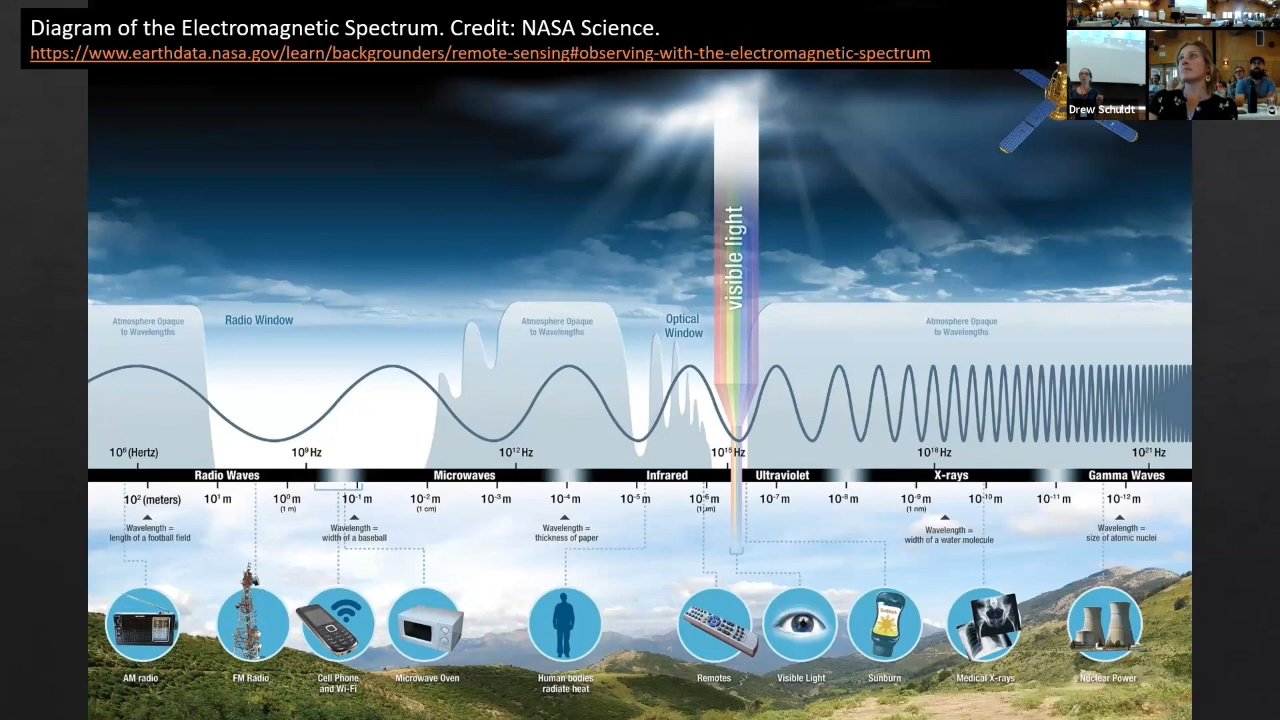 Diagram of the Electromagnetic Spectrum. Credit: NASA Science.
https://www.earthdata.nasa.gov/learn/backgrounders/remote-sensing#observing-with-the-electromagnetic-spectrum
Drew Schuldt
visible light
Atmosphere Opaque
to Wavelengths
Radio Window
Atmosphere Opaque
to Wavelengths
Optical
Window
Atmosphere Opaque
to Wavelengths
10⁶ (Hertz) 10⁹ Hz 10¹² Hz 10¹⁵ Hz 10¹⁸ Hz 10²¹ Hz
Radio Waves Microwaves Infrared Ultraviolet X-rays Gamma Waves
10² (meters) 10¹ m 10⁰ m 10⁻¹ m 10⁻² m 10⁻³ m 10⁻⁴ m 10⁻⁵ m 10⁻⁶ m 10⁻⁷ m 10⁻⁸ m 10⁻⁹ m 10⁻¹⁰ m 10⁻¹¹ m 10⁻¹² m
(1 m) (1 cm) (1 μm) (1 nm)
Wavelength =
length of a football field
Wavelength =
width of a baseball
Wavelength =
thickness of paper
Wavelength =
width of a water molecule
Wavelength =
size of atomic nuclei
AM radio
FM Radio
Cell Phone
and Wi-Fi
Microwave Oven
Human bodies
radiate heat
Remotes
Visible Light
Sunburn
Medical X-rays
Nuclear Power